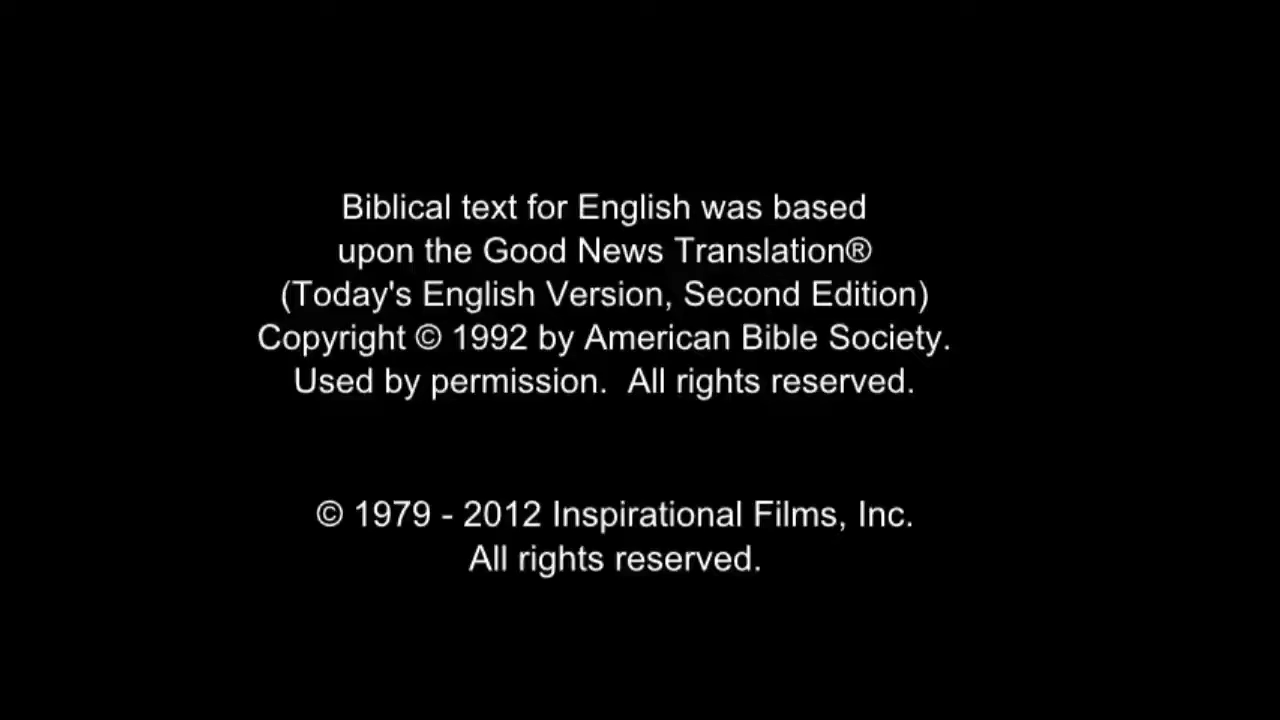 Biblical text for English was based
upon the Good News Translation®
(Today's English Version, Second Edition)
Copyright © 1992 by American Bible Society.
Used by permission.  All rights reserved.
© 1979 - 2012 Inspirational Films, Inc.
All rights reserved.